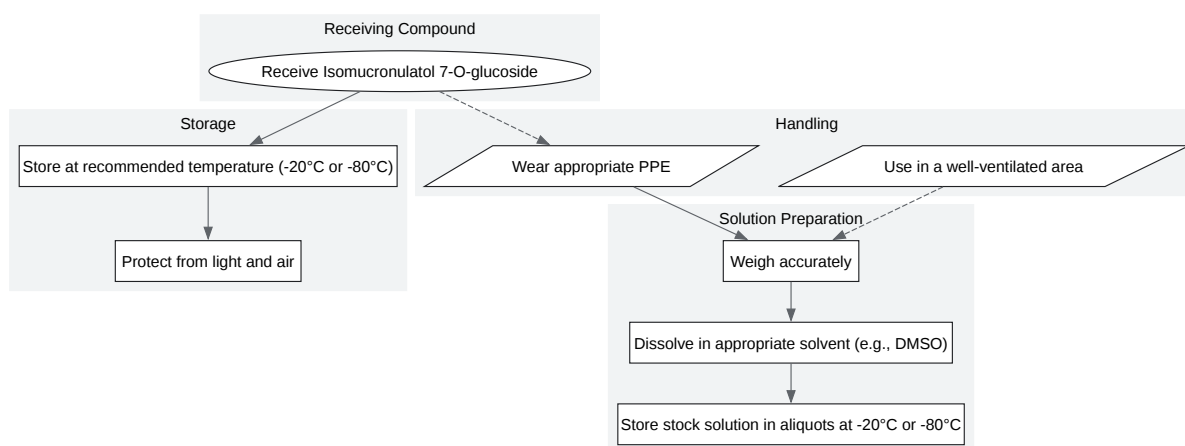 Receiving Compound
Receive Isomucronulatol 7-O-glucoside
Storage
Store at recommended temperature (-20°C or -80°C)
Protect from light and air
Handling
Wear appropriate PPE
Use in a well-ventilated area
Solution Preparation
Weigh accurately
Dissolve in appropriate solvent (e.g., DMSO)
Store stock solution in aliquots at -20°C or -80°C